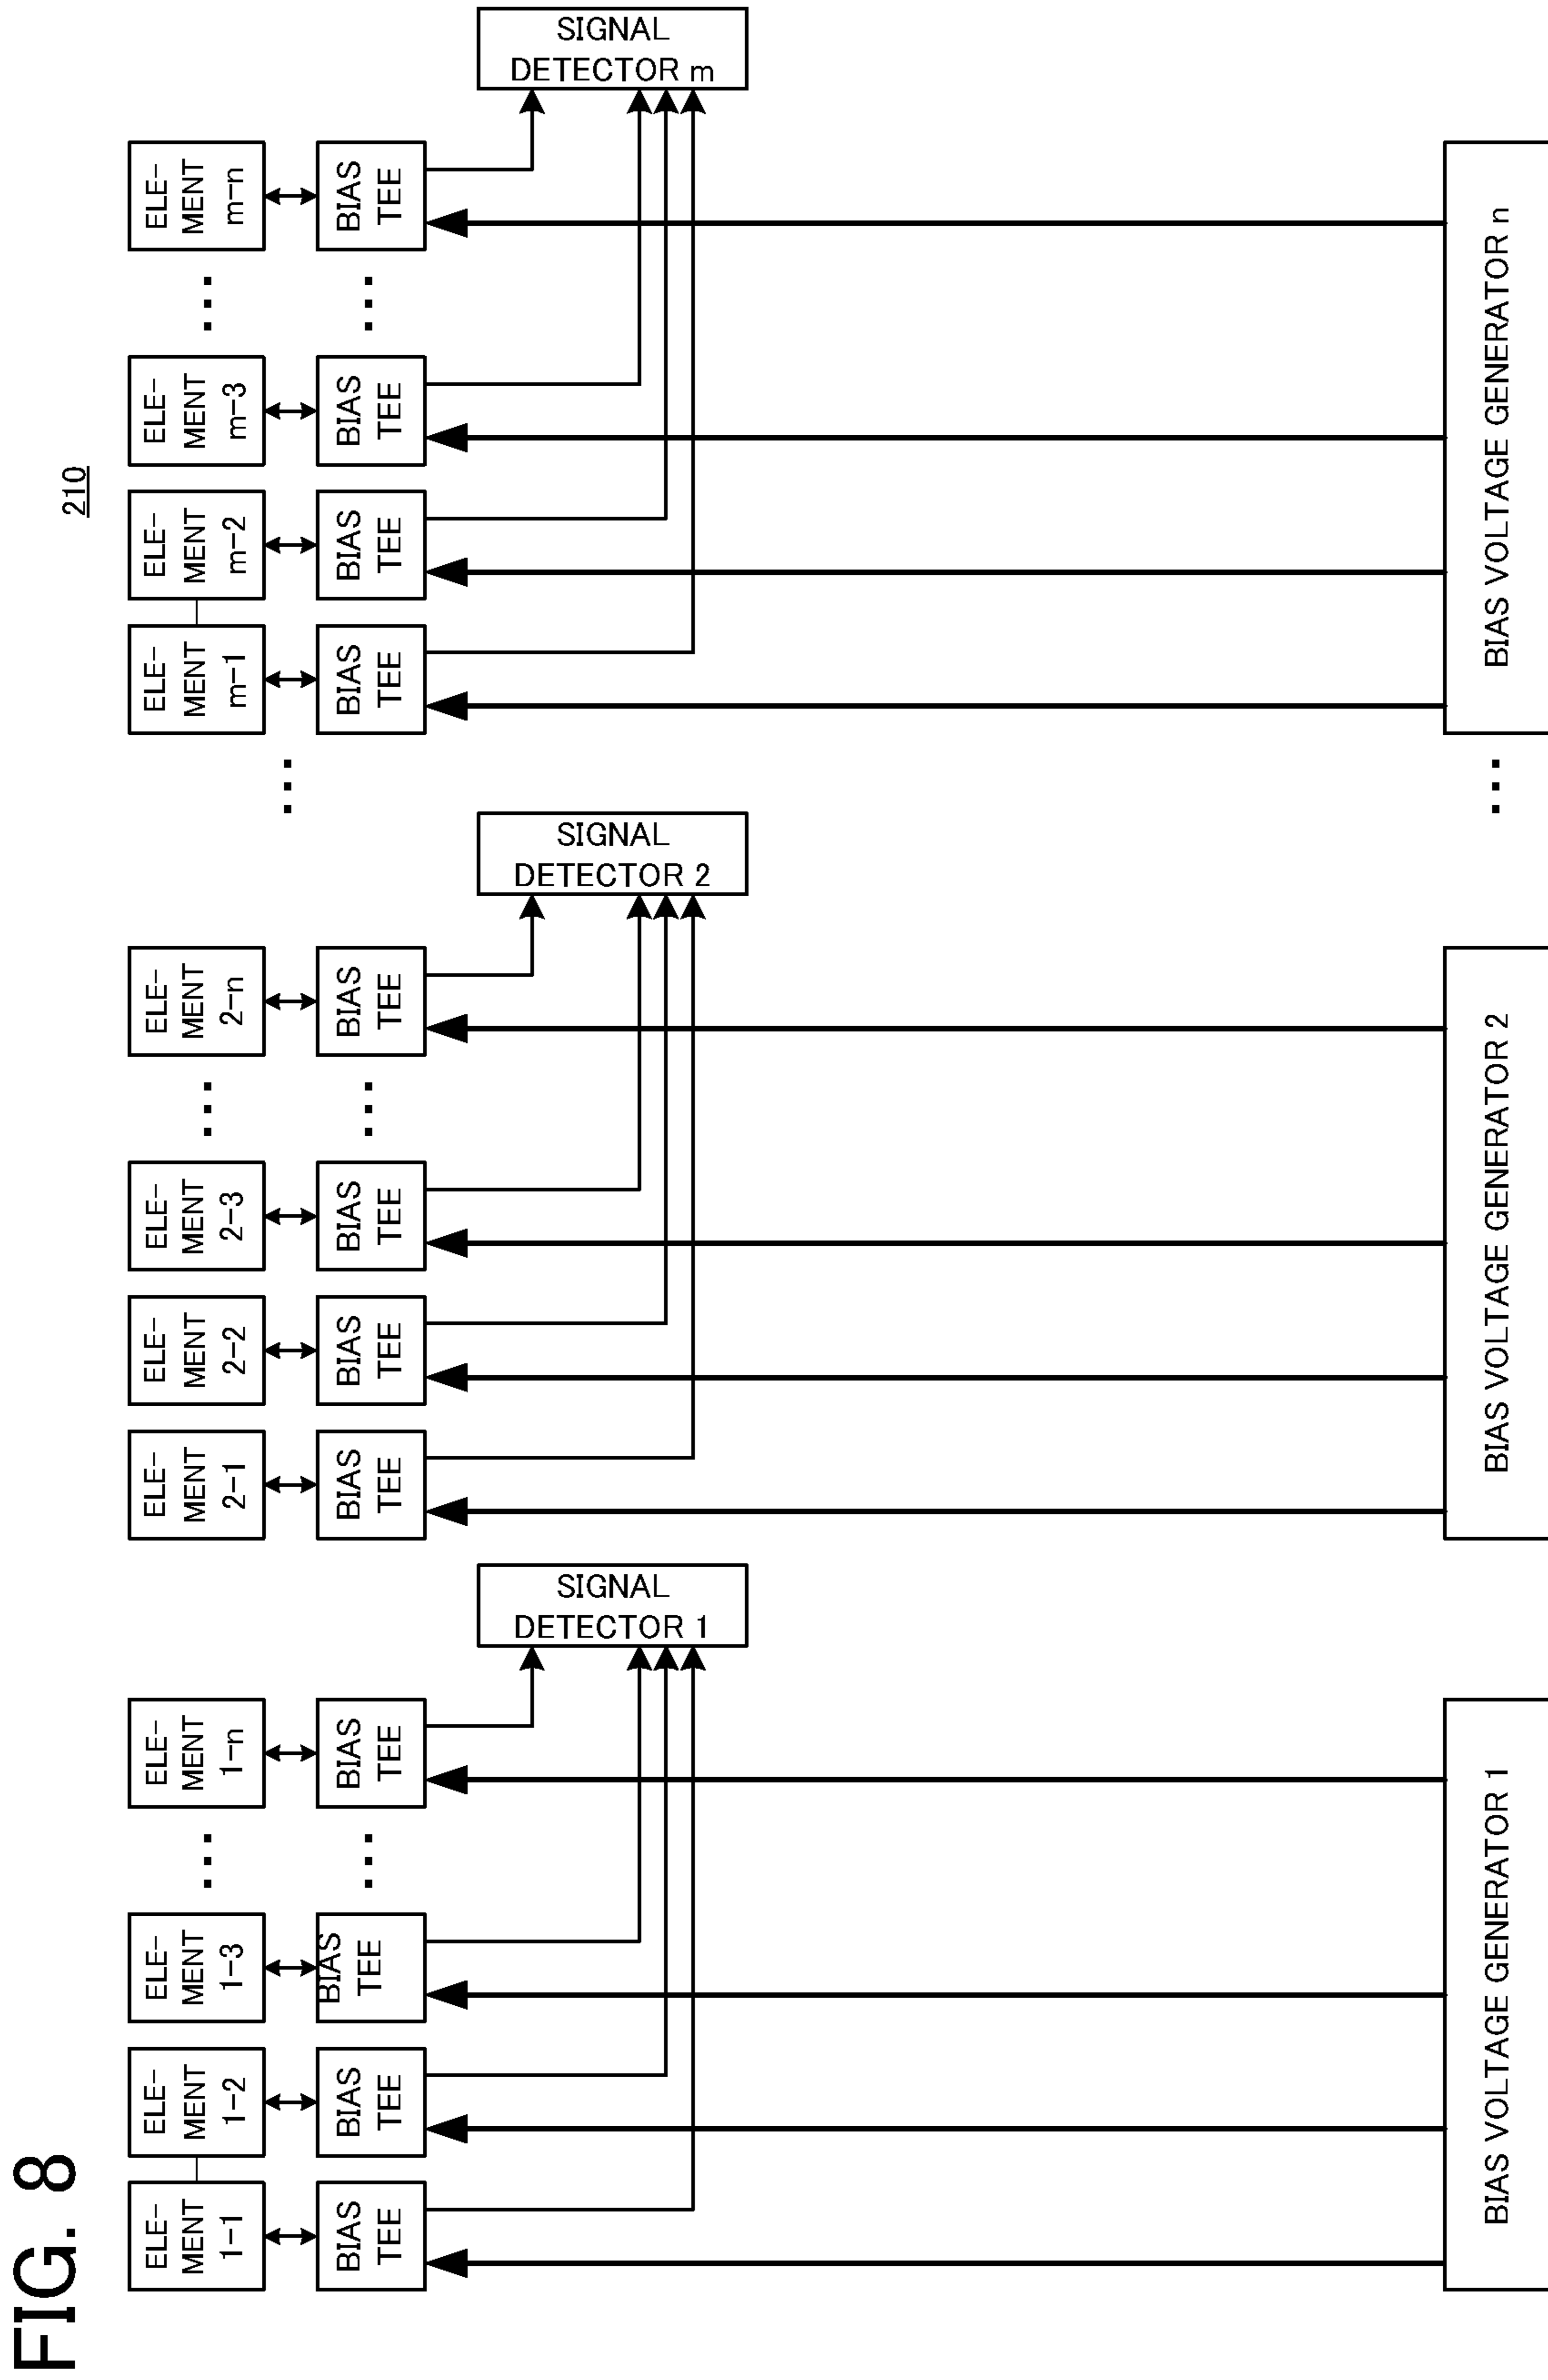 FIG. 8
210
ELE-
MENT
1-1
ELE-
MENT
1-2
ELE-
MENT
1-3
...
ELE-
MENT
1-n
BIAS
TEE
BIAS
TEE
BIAS
TEE
...
BIAS
TEE
SIGNAL
DETECTOR 1
BIAS VOLTAGE GENERATOR 1
ELE-
MENT
2-1
ELE-
MENT
2-2
ELE-
MENT
2-3
...
ELE-
MENT
2-n
BIAS
TEE
BIAS
TEE
BIAS
TEE
...
BIAS
TEE
SIGNAL
DETECTOR 2
BIAS VOLTAGE GENERATOR 2
...
...
ELE-
MENT
m-1
ELE-
MENT
m-2
ELE-
MENT
m-3
...
ELE-
MENT
m-n
BIAS
TEE
BIAS
TEE
BIAS
TEE
...
BIAS
TEE
SIGNAL
DETECTOR m
BIAS VOLTAGE GENERATOR n